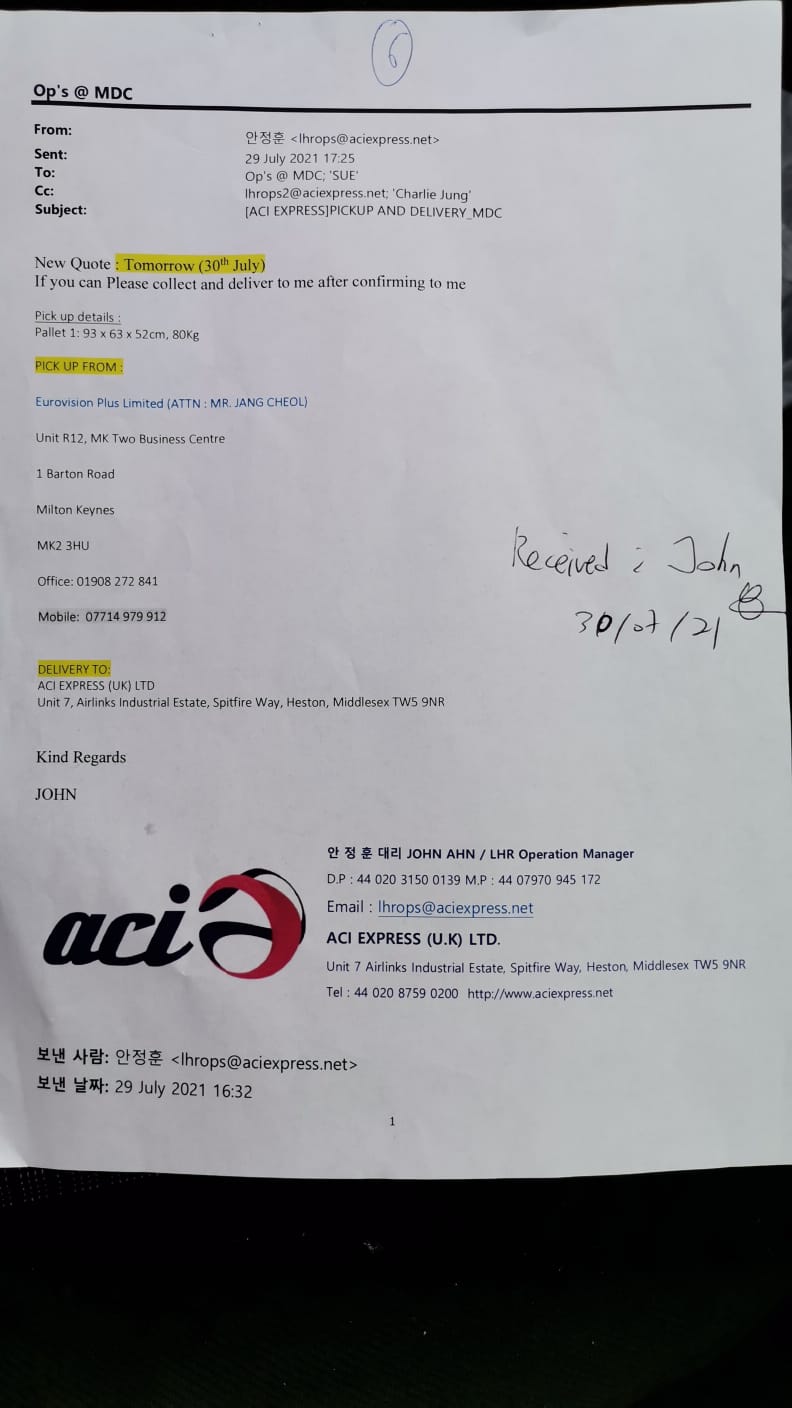 6
Op's @ MDC
From: 안정훈 <lhrops@aciexpress.net>
Sent: 29 July 2021 17:25
To: Op's @ MDC; 'SUE'
Cc: lhrops2@aciexpress.net; 'Charlie Jung'
Subject: [ACI EXPRESS]PICKUP AND DELIVERY_MDC
New Quote : Tomorrow (30th July)
If you can Please collect and deliver to me after confirming to me
Pick up details :
Pallet 1: 93 x 63 x 52cm, 80Kg
PICK UP FROM :
Eurovision Plus Limited (ATTN : MR. JANG CHEOL)
Unit R12, MK Two Business Centre
1 Barton Road
Milton Keynes
MK2 3HU
Office: 01908 272 841
Mobile: 07714 979 912
Received : John
30/07/21
DELIVERY TO:
ACI EXPRESS (UK) LTD
Unit 7, Airlinks Industrial Estate, Spitfire Way, Heston, Middlesex TW5 9NR
Kind Regards
JOHN
aci
안 정 훈 대리 JOHN AHN / LHR Operation Manager
D.P : 44 020 3150 0139 M.P : 44 07970 945 172
Email : lhrops@aciexpress.net
ACI EXPRESS (U.K) LTD.
Unit 7 Airlinks Industrial Estate, Spitfire Way, Heston, Middlesex TW5 9NR
Tel : 44 020 8759 0200 http://www.aciexpress.net
보낸 사람: 안정훈 <lhrops@aciexpress.net>
보낸 날짜: 29 July 2021 16:32
1